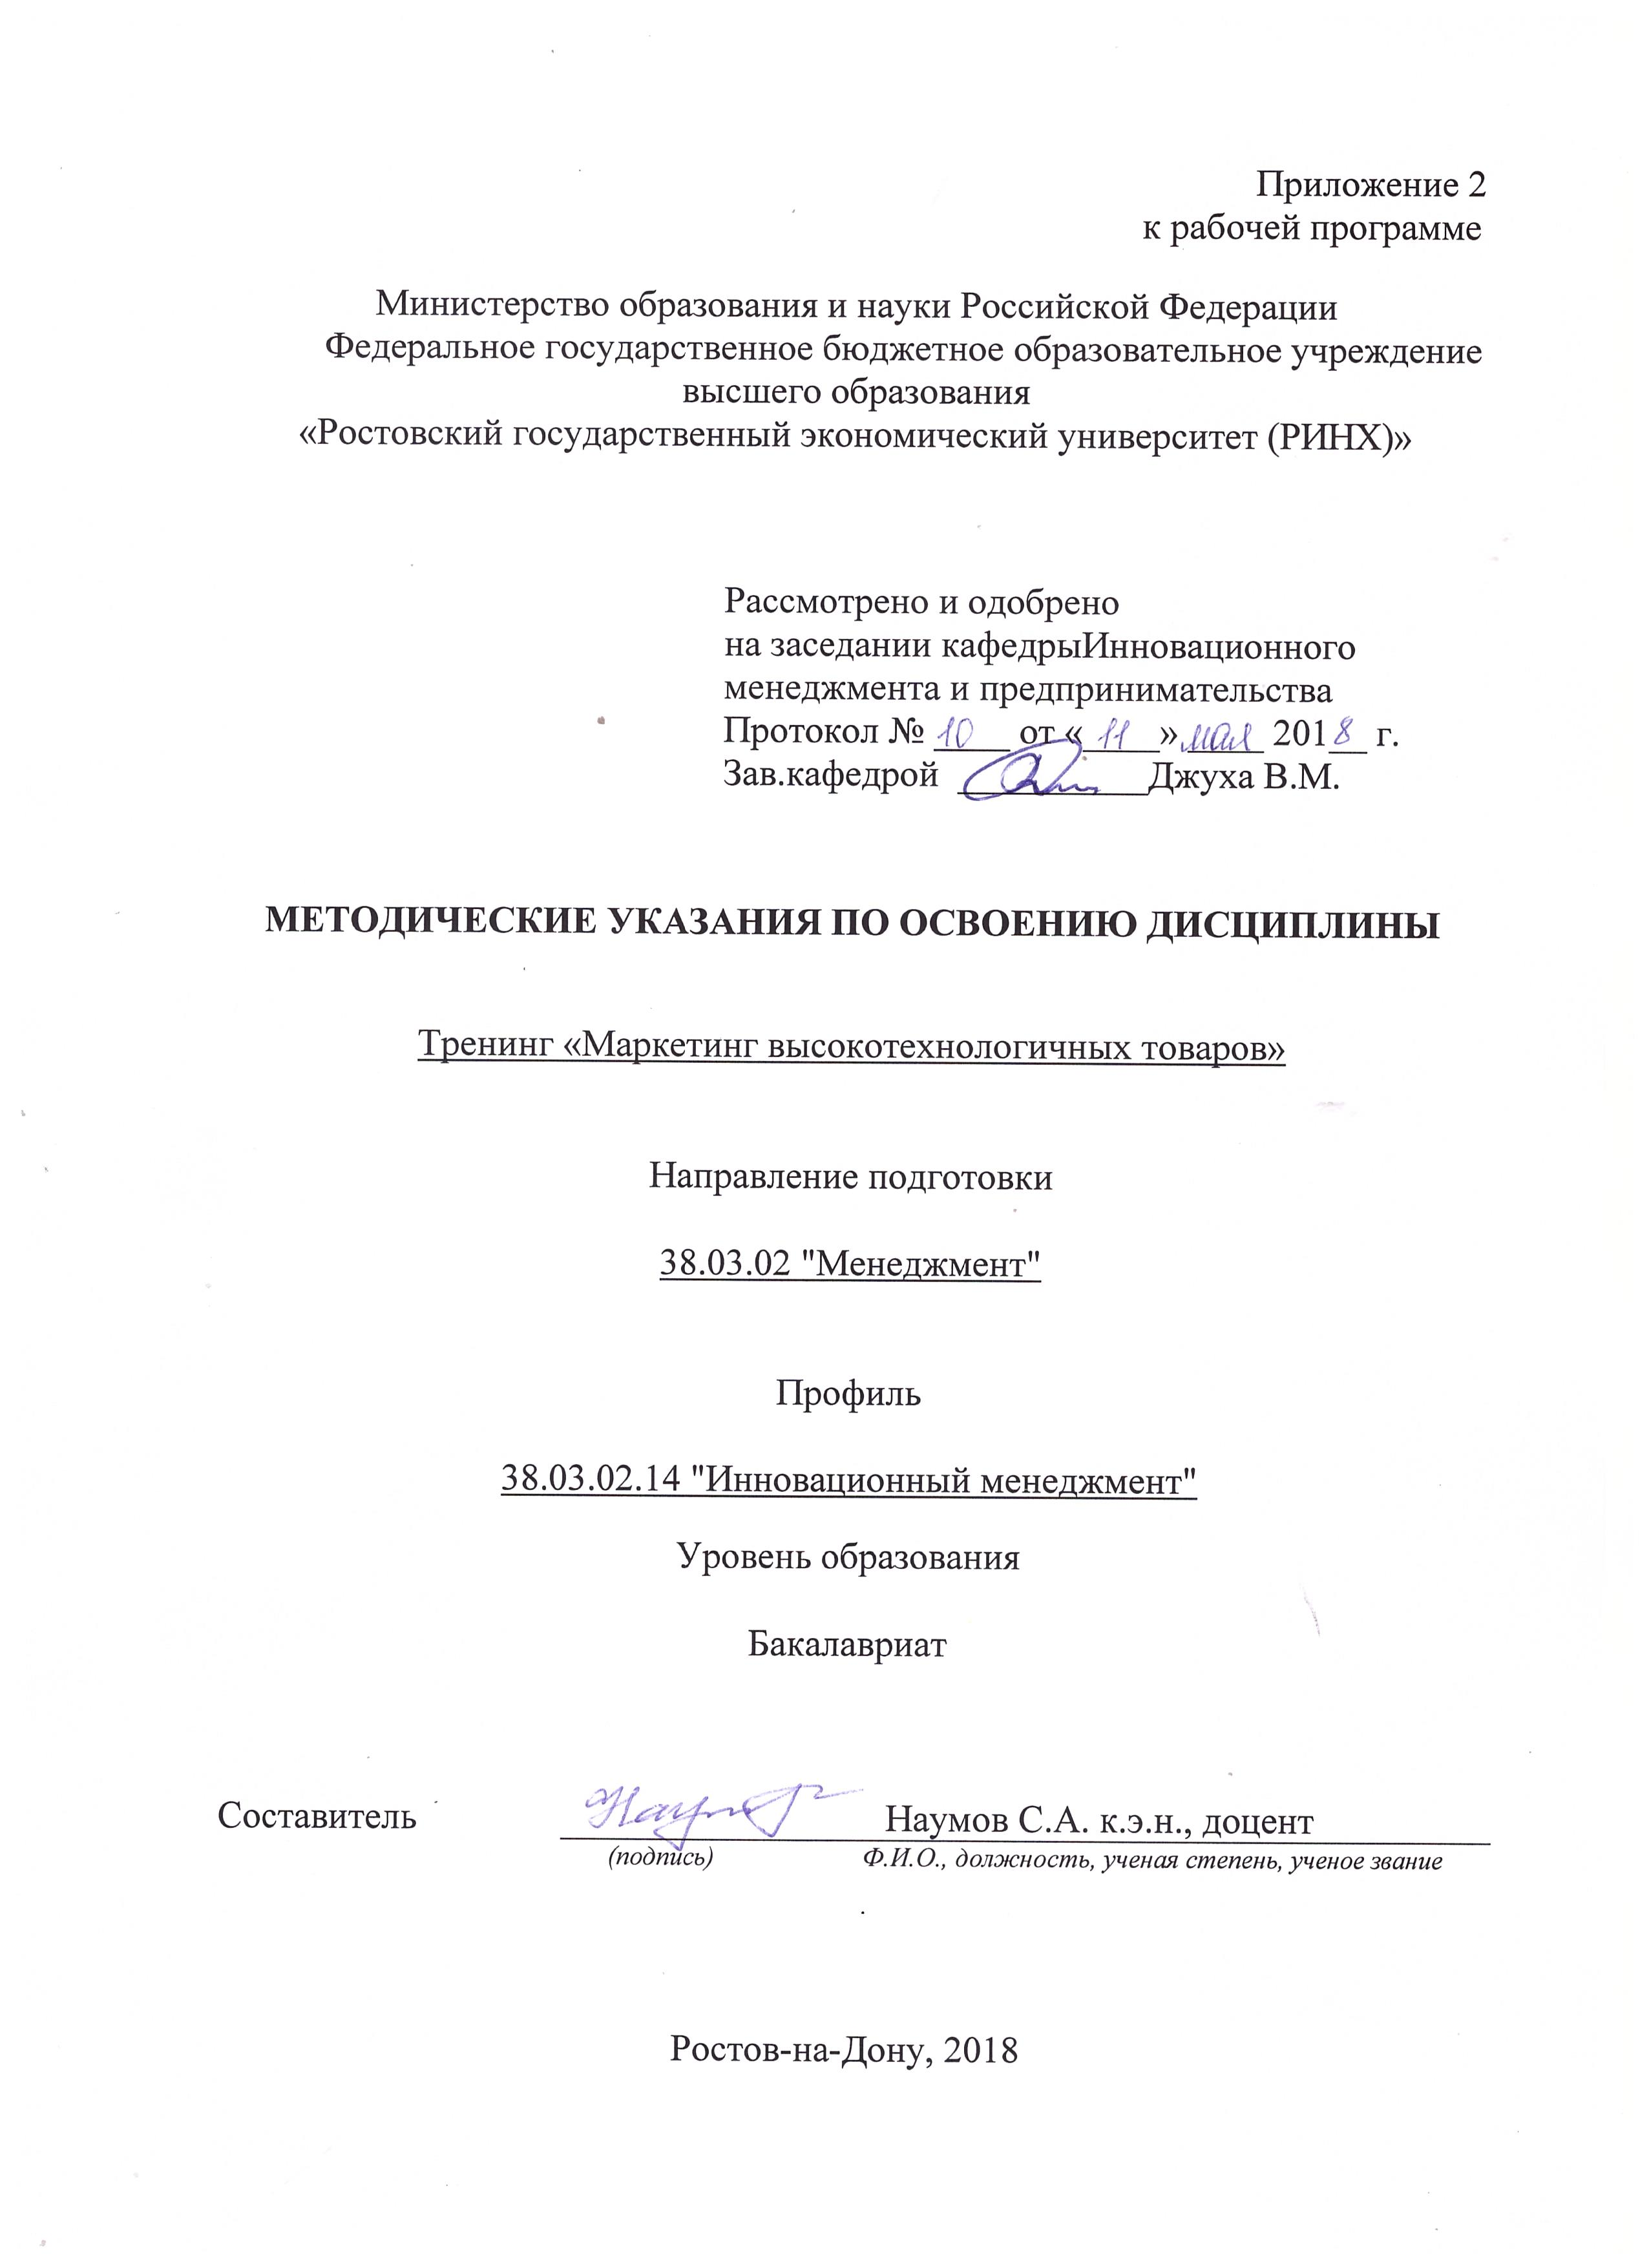 Приложение 2
к рабочей программе
Министерство образования и науки Российской Федерации
Федеральное государственное бюджетное образовательное учреждение
высшего образования
«Ростовский государственный экономический университет (РИНХ)»
Рассмотрено и одобрено
на заседании кафедрыИнновационного
менеджмента и предпринимательства
Протокол № 10 от «11» мая 2018 г.
Зав.кафедрой Джуха В.М.
МЕТОДИЧЕСКИЕ УКАЗАНИЯ ПО ОСВОЕНИЮ ДИСЦИПЛИНЫ
Тренинг «Маркетинг высокотехнологичных товаров»
Направление подготовки
38.03.02 "Менеджмент"
Профиль
38.03.02.14 "Инновационный менеджмент"
Уровень образования
Бакалавриат
Составитель Наумов С.А. к.э.н., доцент
(подпись) Ф.И.О., должность, ученая степень, ученое звание
Ростов-на-Дону, 2018